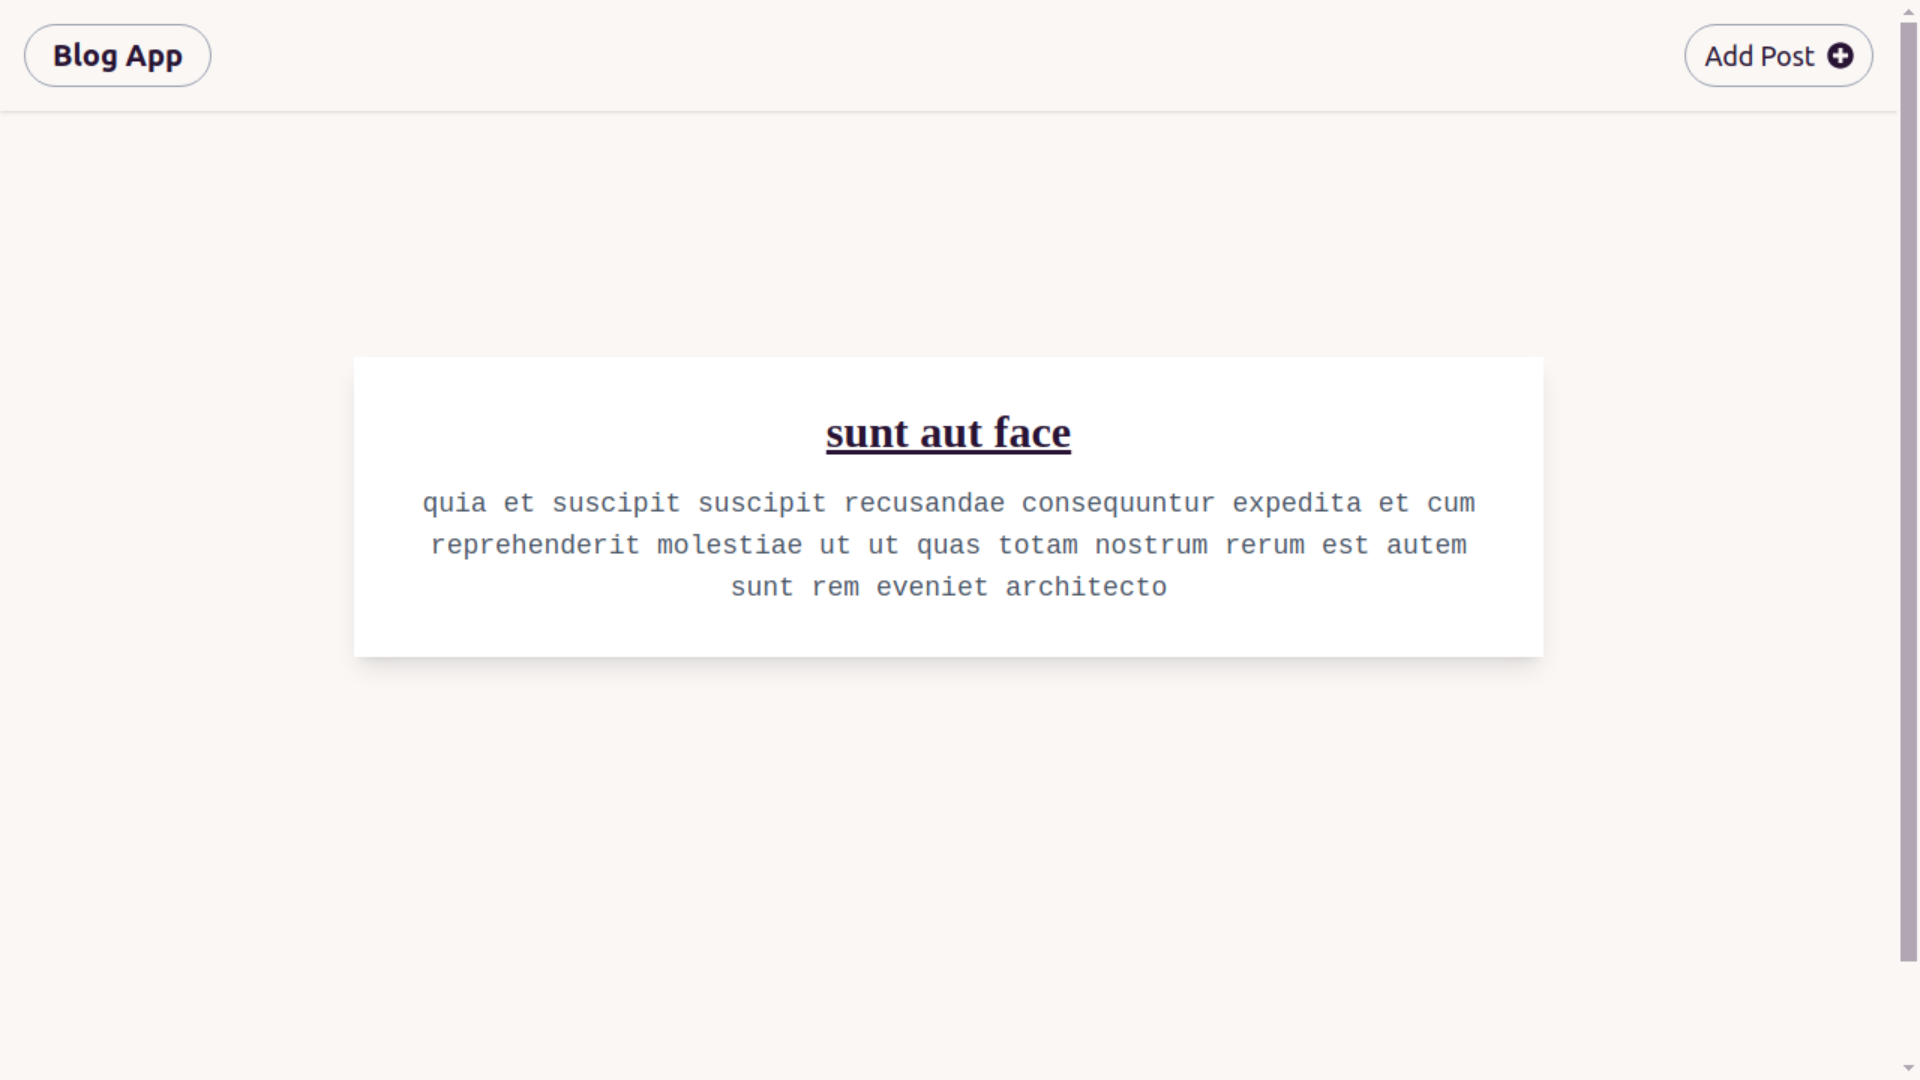 Blog App
Add Post
sunt aut face
quia et suscipit suscipit recusandae consequuntur expedita et cum
reprehenderit molestiae ut ut quas totam nostrum rerum est autem
sunt rem eveniet architecto